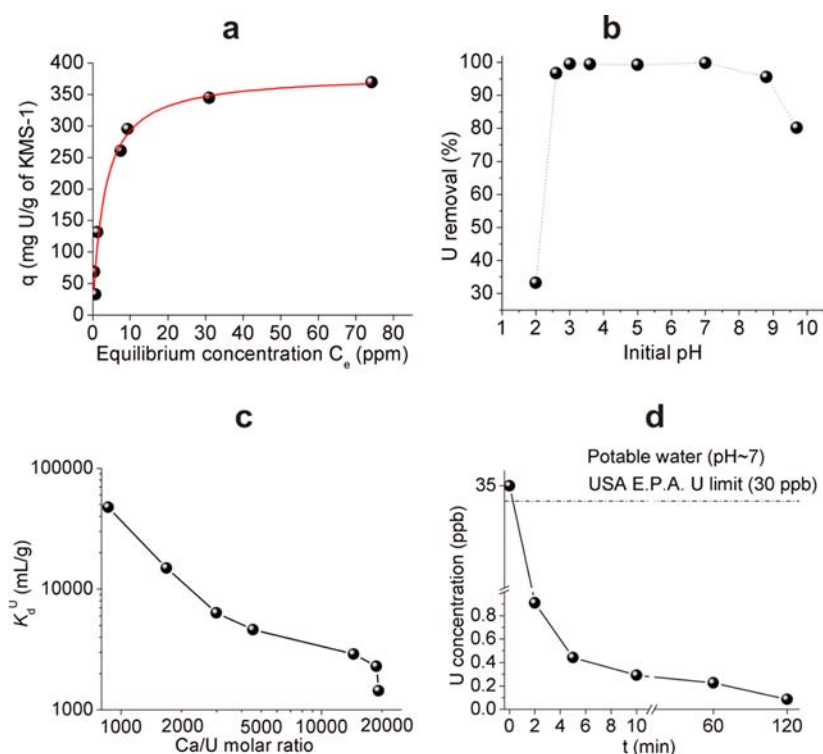 a
400
350
300
250
200
150
100
50
0
q (mg U/g of KMS-1)
0 10 20 30 40 50 60 70 80
Equilibrium concentration Cₑ (ppm)
b
100
90
80
70
60
50
40
30
U removal (%)
1 2 3 4 5 6 7 8 9 10
Initial pH
c
100000
10000
1000
K_d^U (mL/g)
1000 2000 5000 10000 20000
Ca/U molar ratio
d
Potable water (pH~7)
USA E.P.A. U limit (30 ppb)
35
0.8
0.6
0.4
0.2
0.0
U concentration (ppb)
0 2 4 6 8 10 60 120
t (min)